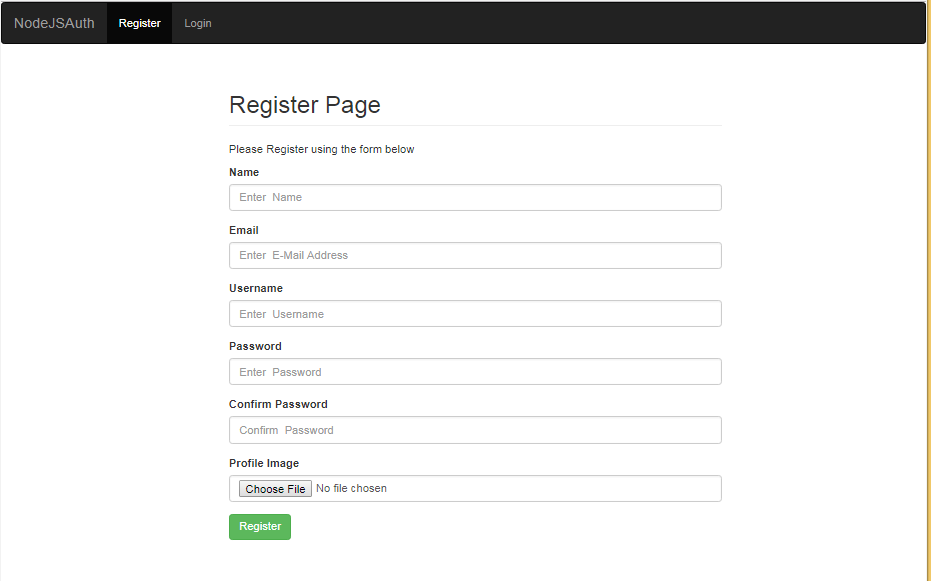 NodeJSAuth Register Login
Register Page
Please Register using the form below
Name
Enter Name
Email
Enter E-Mail Address
Username
Enter Username
Password
Enter Password
Confirm Password
Confirm Password
Profile Image
Choose File No file chosen
Register